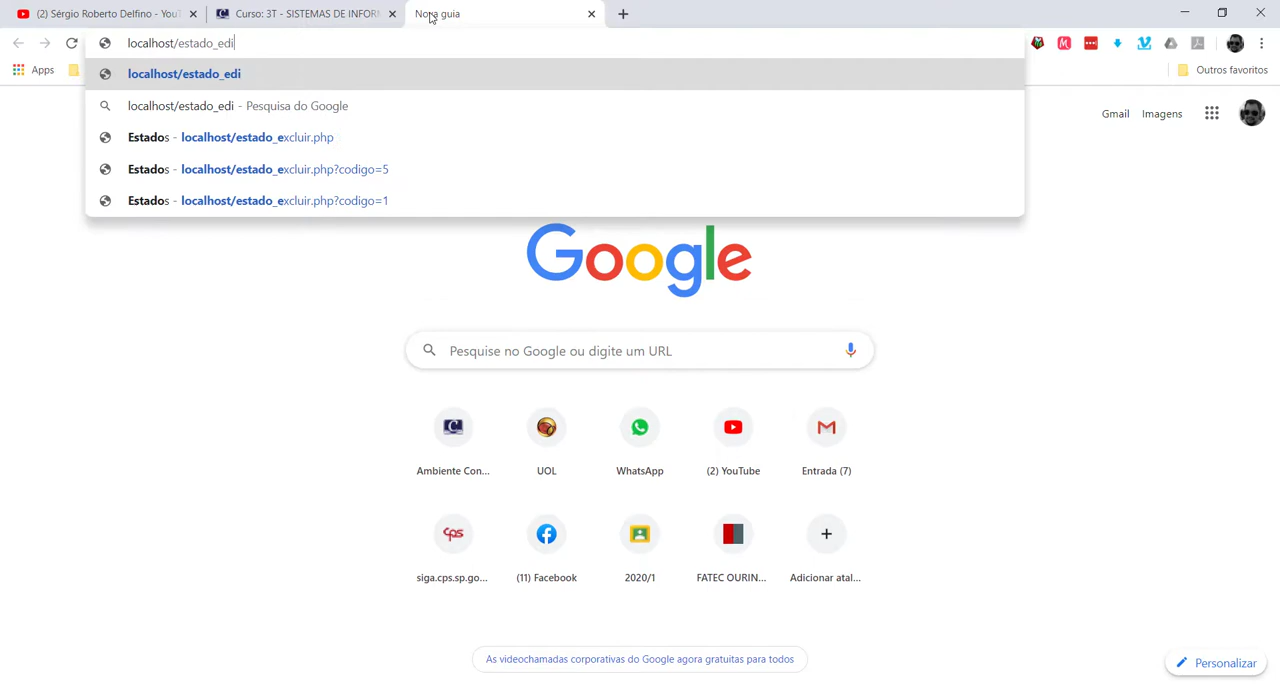 (2) Sérgio Roberto Delfino - YouT
Curso: 3T - SISTEMAS DE INFORM
Nova guia
localhost/estado_edi
Apps
Outros favoritos
localhost/estado_edi
localhost/estado_edi - Pesquisa do Google
Estados - localhost/estado_excluir.php
Estados - localhost/estado_excluir.php?codigo=5
Estados - localhost/estado_excluir.php?codigo=1
Gmail
Imagens
Google
Pesquise no Google ou digite um URL
Ambiente Con...
UOL
WhatsApp
(2) YouTube
Entrada (7)
cps
siga.cps.sp.go...
(11) Facebook
2020/1
FATEC OURIN...
Adicionar atal...
As videochamadas corporativas do Google agora gratuitas para todos
Personalizar